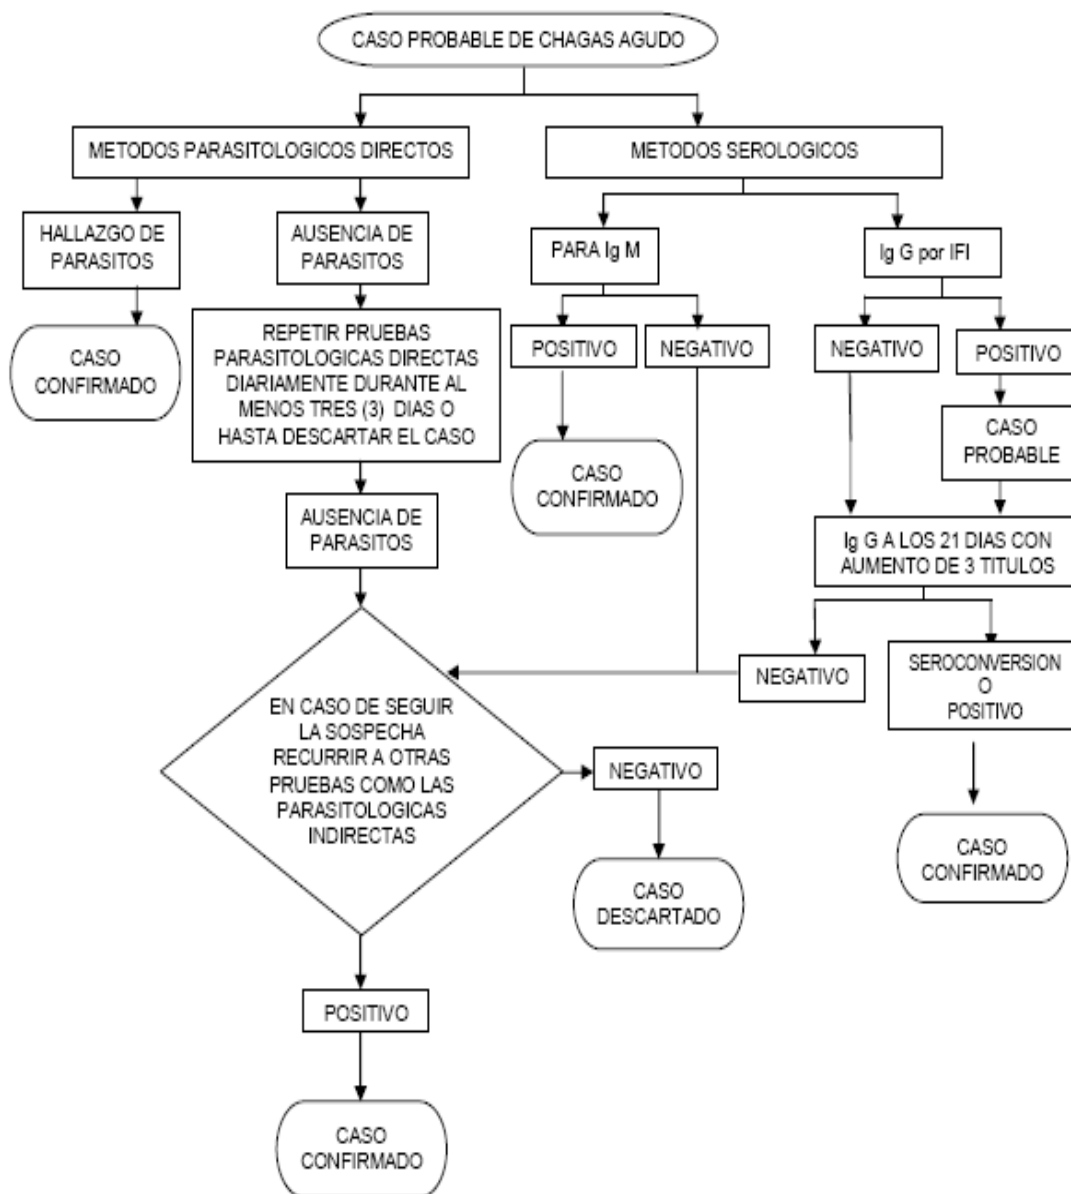 CASO PROBABLE DE CHAGAS AGUDO
METODOS PARASITOLOGICOS DIRECTOS
METODOS SEROLOGICOS
HALLAZGO DE
PARASITOS
AUSENCIA DE
PARASITOS
PARA Ig M
Ig G por IFI
CASO
CONFIRMADO
REPETIR PRUEBAS
PARASITOLOGICAS DIRECTAS
DIARIAMENTE DURANTE AL
MENOS TRES (3) DIAS O
HASTA DESCARTAR EL CASO
POSITIVO
NEGATIVO
NEGATIVO
POSITIVO
CASO
PROBABLE
CASO
CONFIRMADO
AUSENCIA DE
PARASITOS
Ig G A LOS 21 DIAS CON
AUMENTO DE 3 TITULOS
NEGATIVO
SEROCONVERSION
O
POSITIVO
EN CASO DE SEGUIR
LA SOSPECHA
RECURRIR A OTRAS
PRUEBAS COMO LAS
PARASITOLOGICAS
INDIRECTAS
NEGATIVO
CASO
CONFIRMADO
CASO
DESCARTADO
POSITIVO
CASO
CONFIRMADO